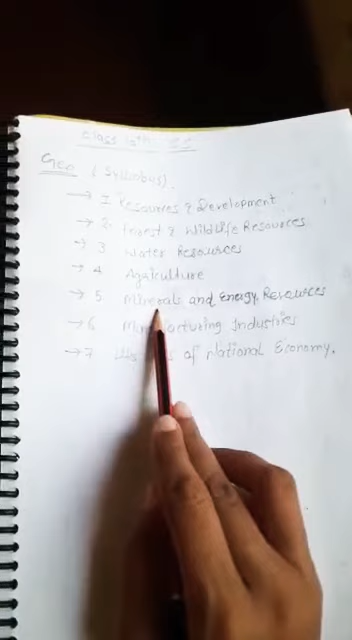 Class 10th
Geo (Syllabus).
→ 1 Resources & Development
→ 2 Forest & Wildlife Resources
→ 3 Water Resources
→ 4 Agaiculture
→ 5 Minerals and Energy Resources
→ 6 Manufacturing Industries
→ 7 of National Economy.